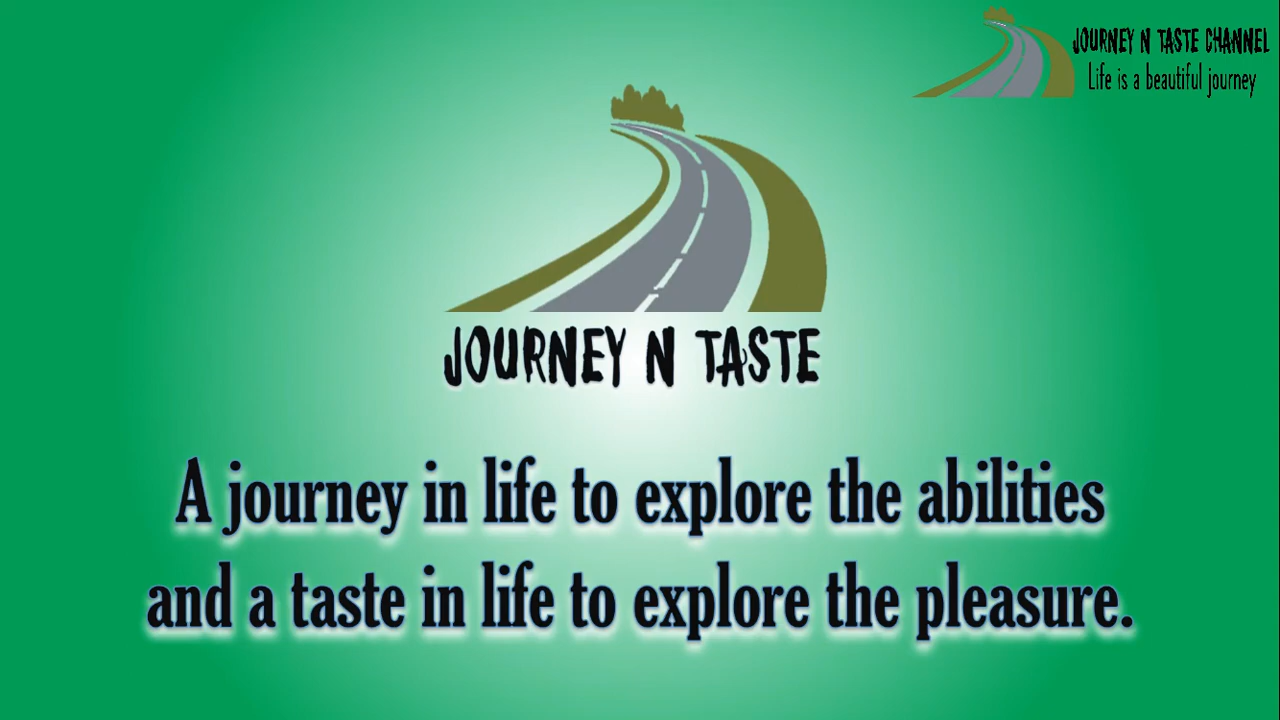 JOURNEY N TASTE CHANNEL
Life is a beautiful journey
JOURNEY N TASTE
A journey in life to explore the abilities
and a taste in life to explore the pleasure.